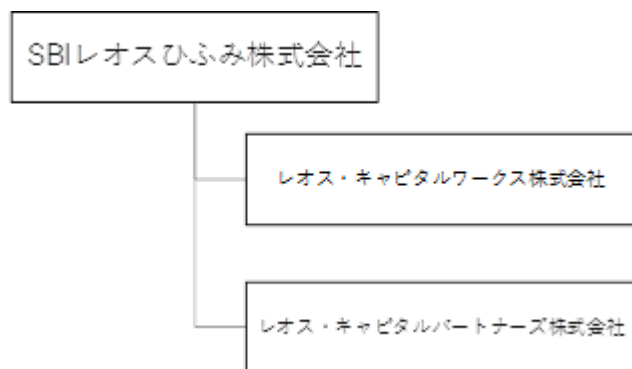 SBIレオスひふみ株式会社
レオス・キャピタルワークス株式会社
レオス・キャピタルパートナーズ株式会社